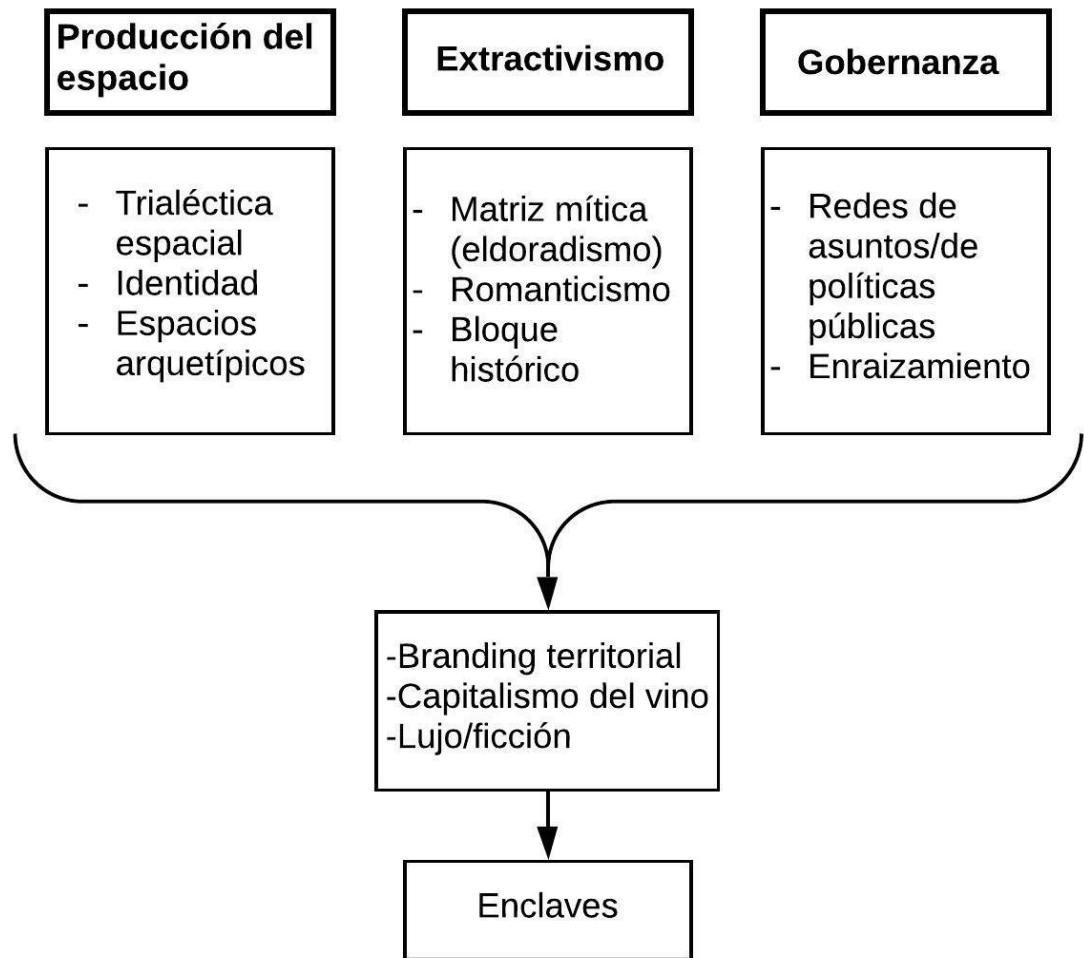 Producción del
espacio
Extractivismo
Gobernanza
- Trialéctica
espacial
- Identidad
- Espacios
arquetípicos
- Matriz mítica
(eldoradismo)
- Romanticismo
- Bloque
histórico
- Redes de
asuntos/de
políticas
públicas
- Enraizamiento
-Branding territorial
-Capitalismo del vino
-Lujo/ficción
Enclaves